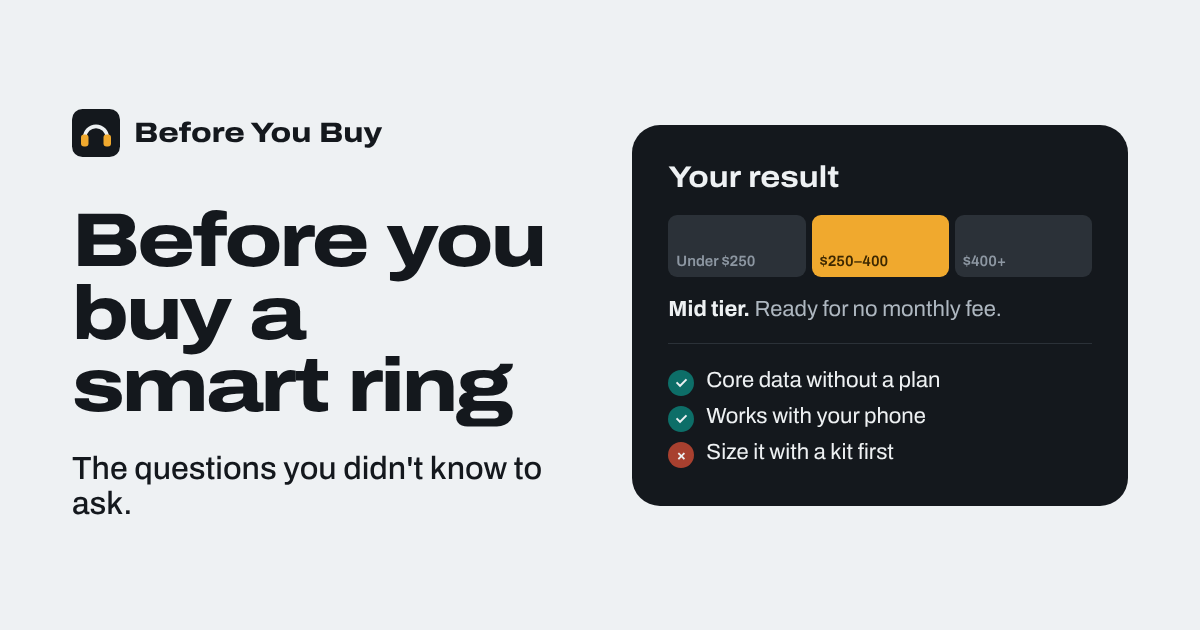 Before You Buy
Before you
buy a
smart ring
The questions you didn't know to
ask.
Your result
Under $250
$250–400
$400+
Mid tier. Ready for no monthly fee.
Core data without a plan
Works with your phone
Size it with a kit first